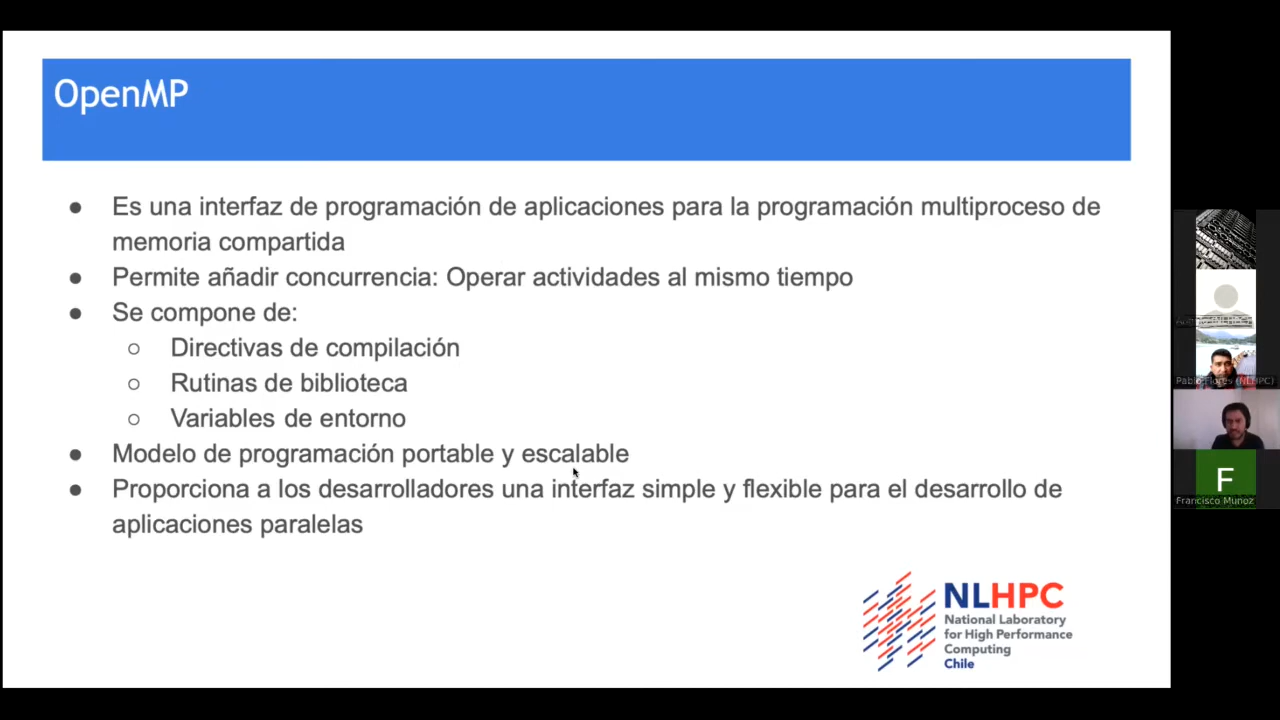 OpenMP
● Es una interfaz de programación de aplicaciones para la programación multiproceso de
memoria compartida
● Permite añadir concurrencia: Operar actividades al mismo tiempo
● Se compone de:
○ Directivas de compilación
○ Rutinas de biblioteca
○ Variables de entorno
● Modelo de programación portable y escalable
● Proporciona a los desarrolladores una interfaz simple y flexible para el desarrollo de
aplicaciones paralelas
NLHPC
National Laboratory
for High Performance
Computing
Chile
Pablo Flores (NLHPC)
F
Francisco Munoz